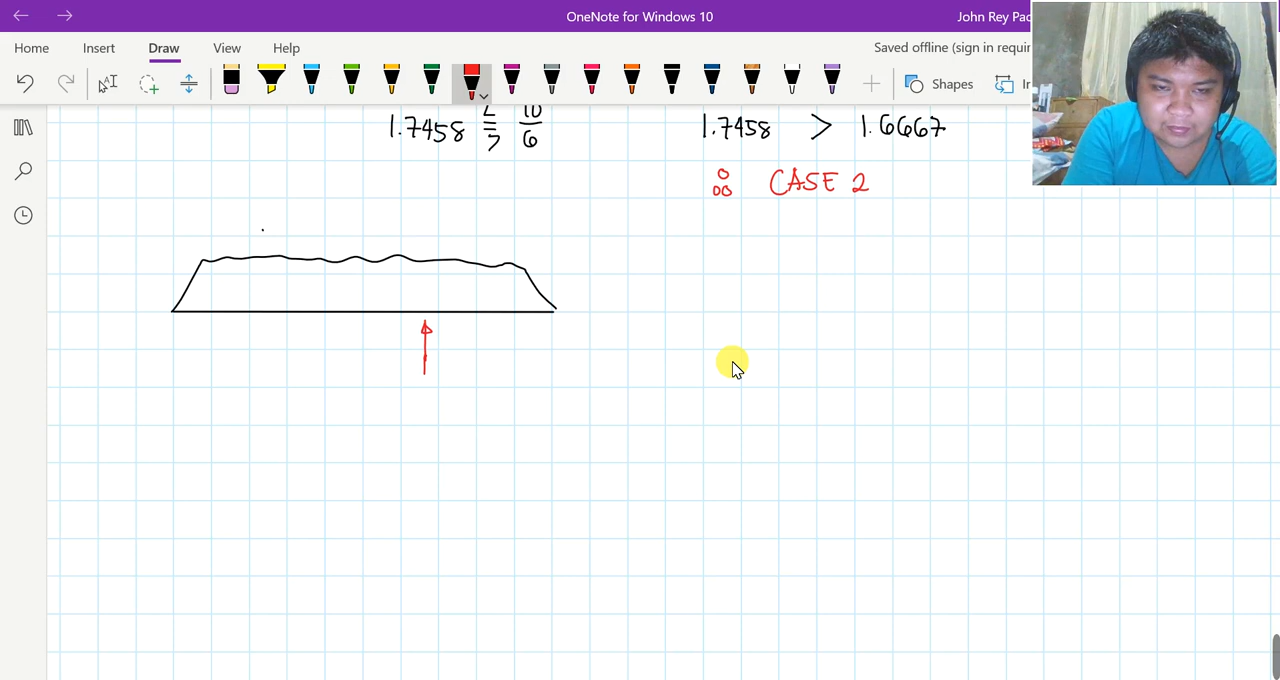 OneNote for Windows 10
John Rey Pac
Home Insert Draw View Help
Saved offline (sign in requir
Shapes
In
1.7458 10/6
1.7458 > 1.6667
CASE 2